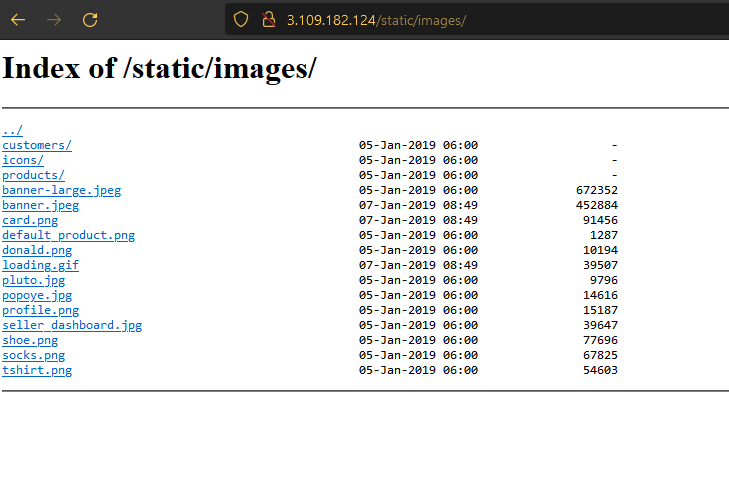 3.109.182.124/static/images/
Index of /static/images/
../
customers/ 05-Jan-2019 06:00 -
icons/ 05-Jan-2019 06:00 -
products/ 05-Jan-2019 06:00 -
banner-large.jpeg 05-Jan-2019 06:00 672352
banner.jpeg 07-Jan-2019 08:49 452884
card.png 07-Jan-2019 08:49 91456
default_product.png 05-Jan-2019 06:00 1287
donald.png 05-Jan-2019 06:00 10194
loading.gif 07-Jan-2019 08:49 39507
pluto.jpg 05-Jan-2019 06:00 9796
popoye.jpg 05-Jan-2019 06:00 14616
profile.png 05-Jan-2019 06:00 15187
seller_dashboard.jpg 05-Jan-2019 06:00 39647
shoe.png 05-Jan-2019 06:00 77696
socks.png 05-Jan-2019 06:00 67825
tshirt.png 05-Jan-2019 06:00 54603